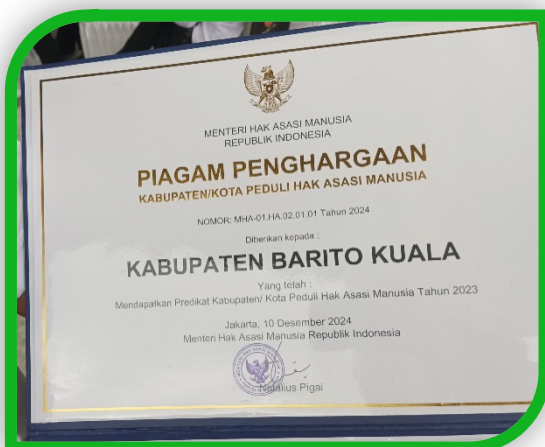 MENTERI HAK ASASI MANUSIA
REPUBLIK INDONESIA
PIAGAM PENGHARGAAN
KABUPATEN/KOTA PEDULI HAK ASASI MANUSIA
NOMOR: MHA-01.HA.02.01.01 Tahun 2024
Diberikan kepada :
KABUPATEN BARITO KUALA
Yang telah :
Mendapatkan Predikat Kabupaten/ Kota Peduli Hak Asasi Manusia Tahun 2023
Jakarta, 10 Desember 2024
Menteri Hak Asasi Manusia Republik Indonesia
Natalius Pigai